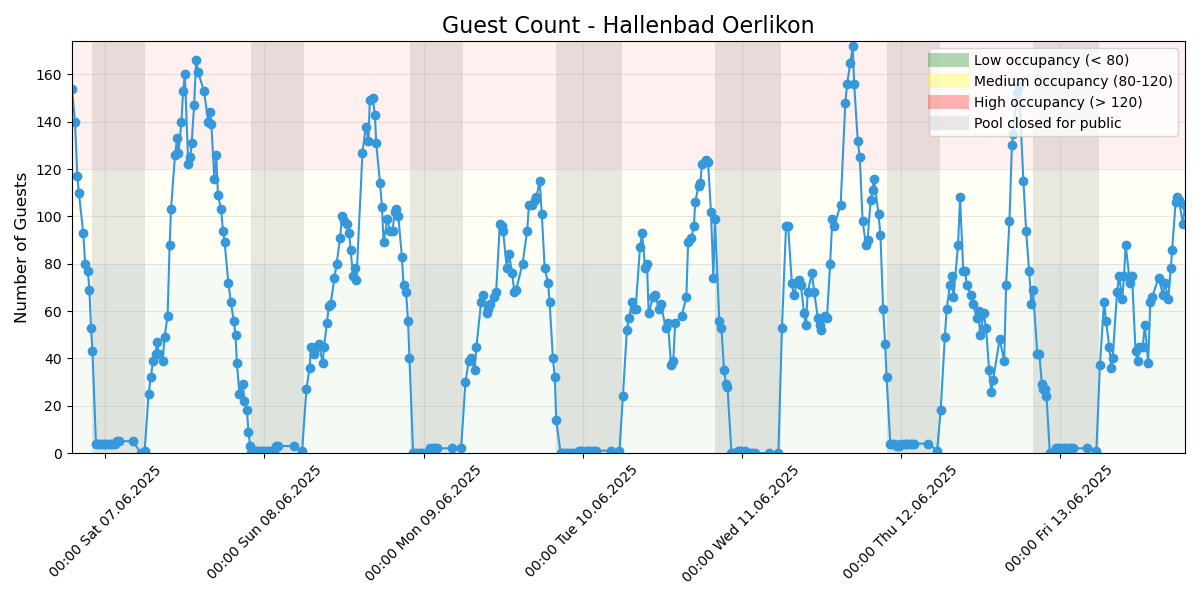 Guest Count - Hallenbad Oerlikon
Low occupancy (< 80)
Medium occupancy (80-120)
High occupancy (> 120)
Pool closed for public
Number of Guests
160
140
120
100
80
60
40
20
0
00:00 Sat 07.06.2025
00:00 Sun 08.06.2025
00:00 Mon 09.06.2025
00:00 Tue 10.06.2025
00:00 Wed 11.06.2025
00:00 Thu 12.06.2025
00:00 Fri 13.06.2025